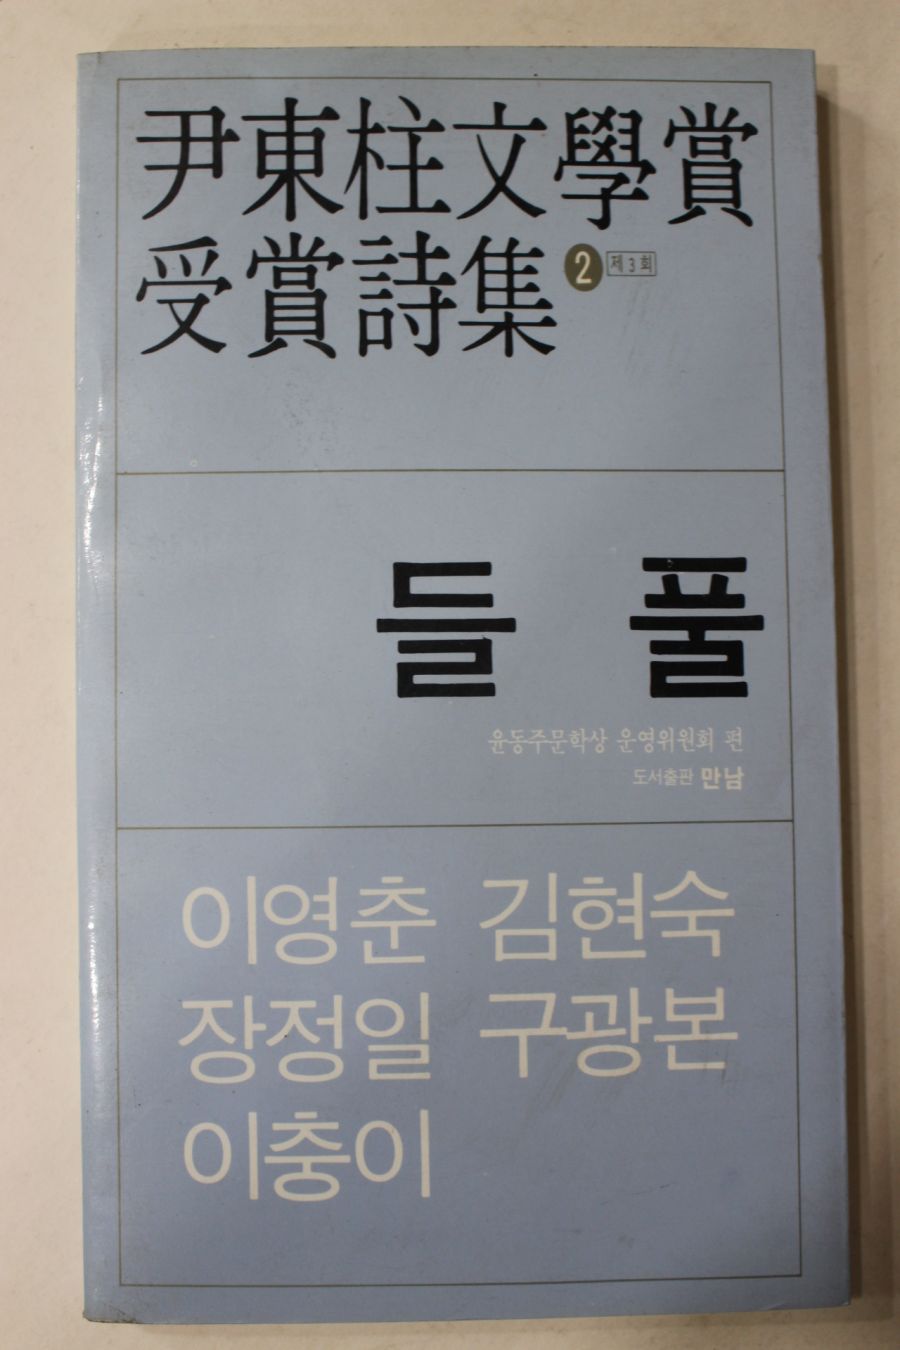 尹東柱文學賞
受賞詩集 2 제3회
들 풀
윤동주문학상 운영위원회 편
도서출판 만남
이영춘 김현숙
장정일 구광본
이충이